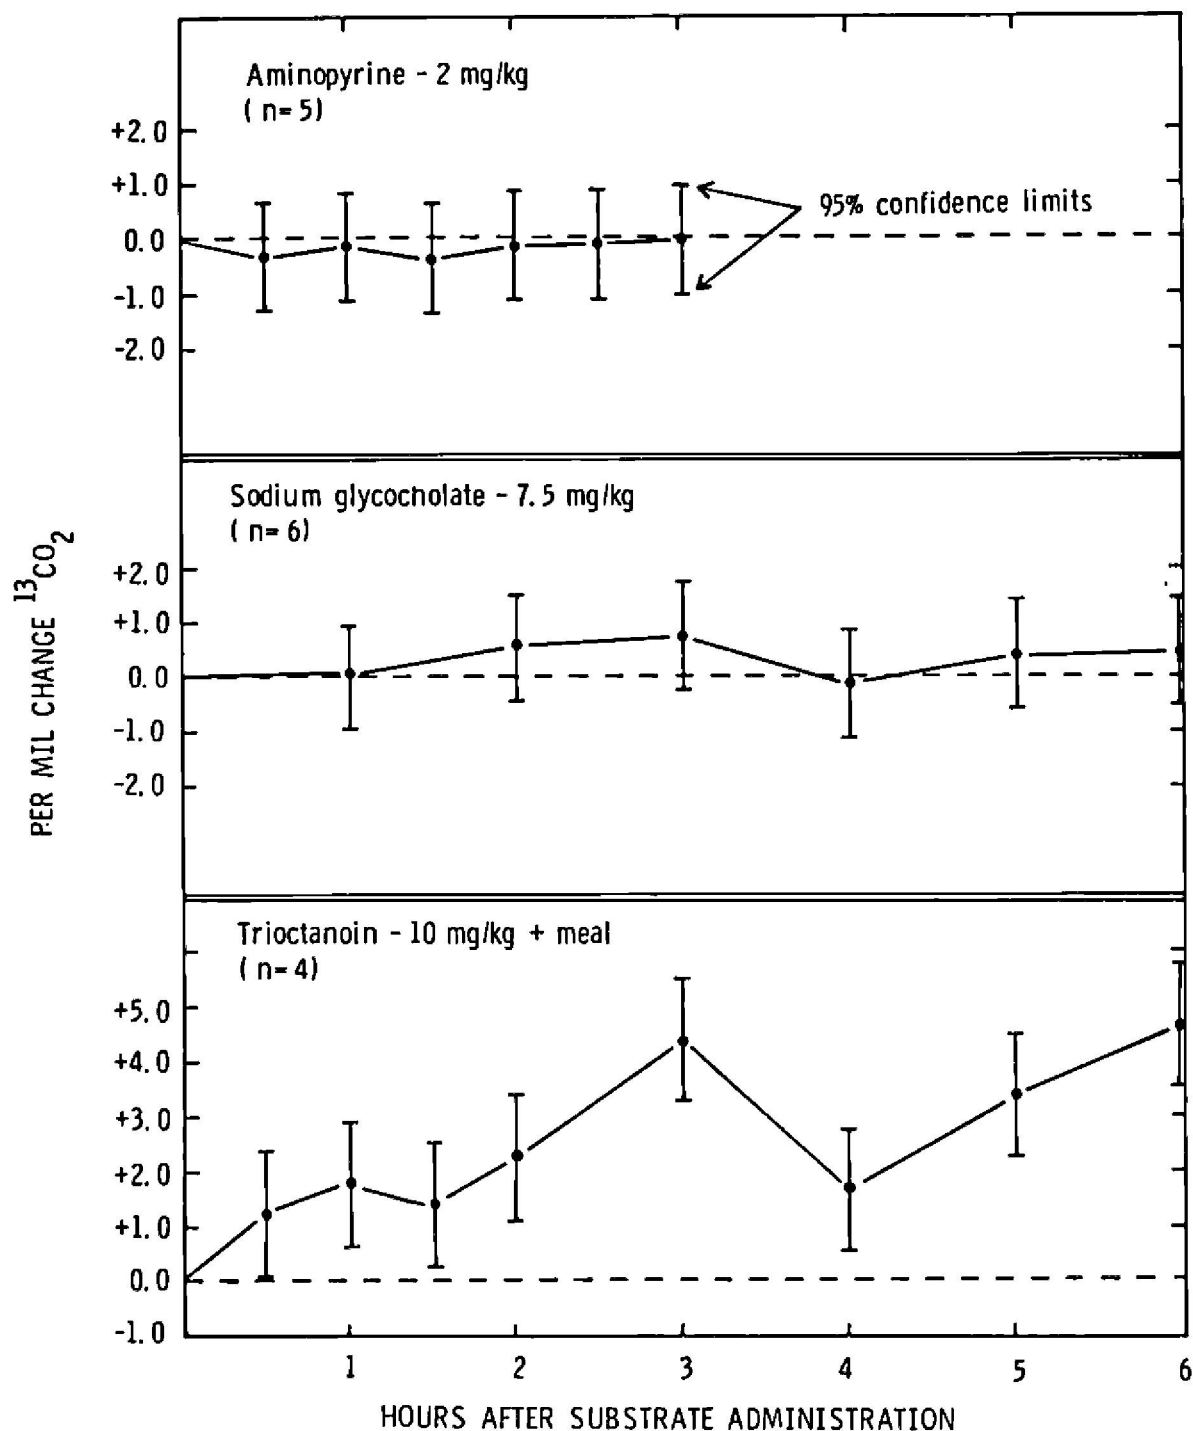 Aminopyrine - 2 mg/kg
( n= 5)
+2.0
+1.0
0.0
-1.0
-2.0
95% confidence limits
Sodium glycocholate - 7.5 mg/kg
( n= 6)
+2.0
+1.0
0.0
-1.0
-2.0
PER MIL CHANGE ¹³CO₂
Trioctanoin - 10 mg/kg + meal
( n= 4)
+5.0
+4.0
+3.0
+2.0
+1.0
0.0
-1.0
1 2 3 4 5 6
HOURS AFTER SUBSTRATE ADMINISTRATION